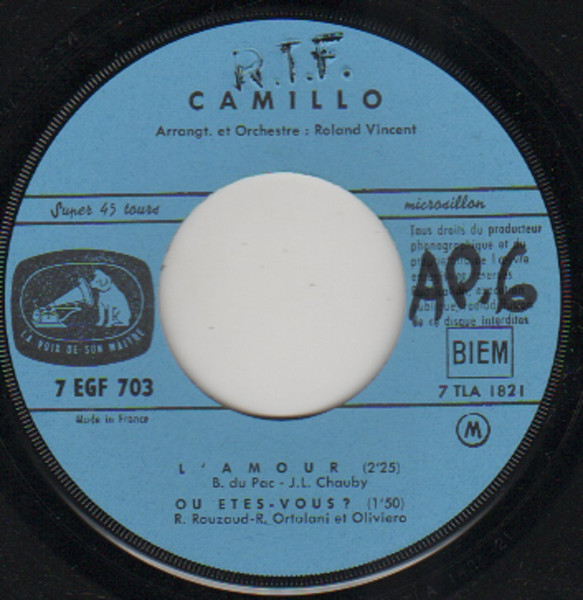 R.T.F.
CAMILLO
Arrangt. et Orchestre : Roland Vincent
Super 45 tours
microsillon
Tous droits du producteur
phonographique et du
de ce disque interdites
AP.6
LA VOIX DE SON MAITRE
BIEM
7 EGF 703
7 TLA 1821
Made in France
M
L'AMOUR (2'25)
B. du Pac - J.L. Chauby
OU ETES-VOUS? (1'50)
R. Rouzaud-R. Ortolani et Oliviero